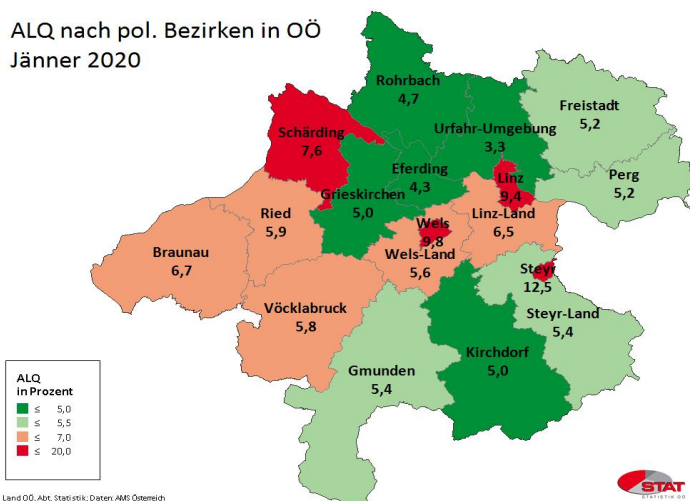 ALQ nach pol. Bezirken in OÖ
Jänner 2020
Rohrbach
4,7
Freistadt
5,2
Schärding
7,6
Urfahr-Umgebung
3,3
Eferding
4,3
Linz
9,4
Perg
5,2
Grieskirchen
5,0
Ried
5,9
Linz-Land
6,5
Wels
9,8
Braunau
6,7
Wels-Land
5,6
Steyr
12,5
Vöcklabruck
5,8
Steyr-Land
5,4
Kirchdorf
5,0
Gmunden
5,4
ALQ
in Prozent
≤ 5,0
≤ 5,5
≤ 7,0
≤ 20,0
Land OÖ, Abt. Statistik; Daten: AMS Österreich
STAT
STATISTIK OÖ